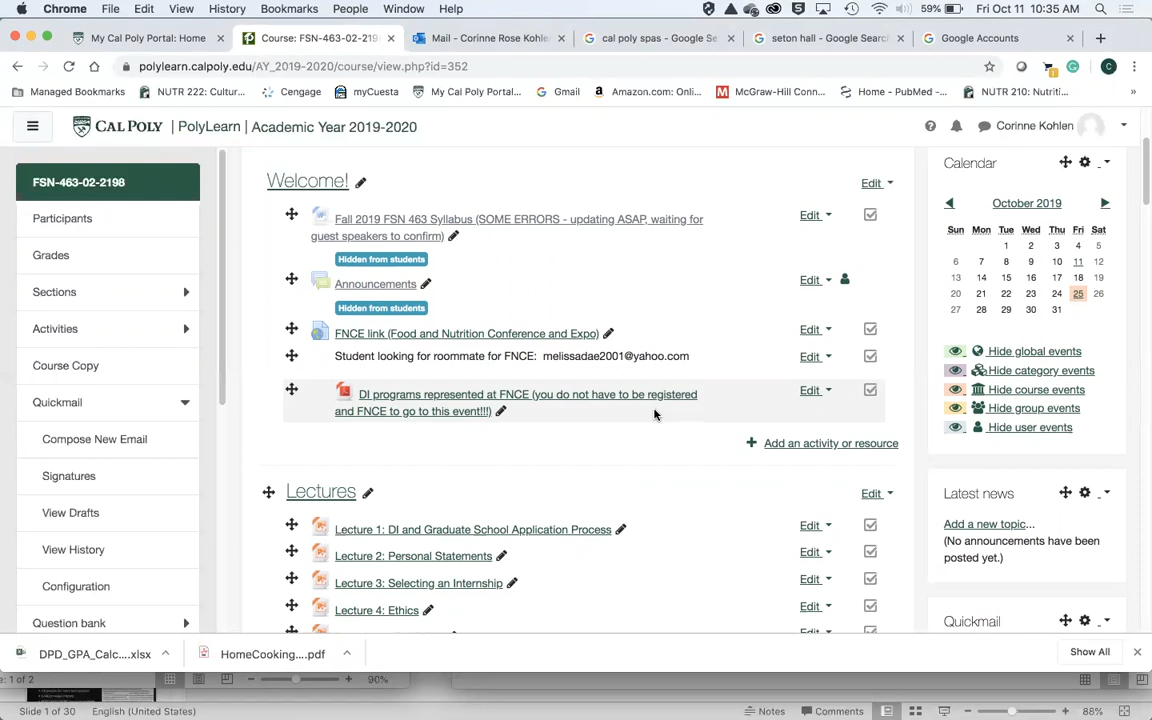 Chrome File Edit View History Bookmarks People Window Help 59% Fri Oct 11 10:35 AM
My Cal Poly Portal: Home
Course: FSN-463-02-219
Mail - Corinne Rose Kohle
cal poly spas - Google Se
seton hall - Google Search
Google Accounts
polylearn.calpoly.edu/AY_2019-2020/course/view.php?id=352
Managed Bookmarks NUTR 222: Cultur... Cengage myCuesta My Cal Poly Portal... Gmail Amazon.com: Onli... McGraw-Hill Conn... Home - PubMed -... NUTR 210: Nutriti... »
CAL POLY | PolyLearn | Academic Year 2019-2020
Corinne Kohlen
FSN-463-02-2198
Participants
Grades
Sections
Activities
Course Copy
Quickmail
Compose New Email
Signatures
View Drafts
View History
Configuration
Question bank
Welcome!
Edit
Fall 2019 FSN 463 Syllabus (SOME ERRORS - updating ASAP, waiting for
guest speakers to confirm)
Edit
Hidden from students
Announcements
Edit
Hidden from students
FNCE link (Food and Nutrition Conference and Expo)
Edit
Student looking for roommate for FNCE: melissadae2001@yahoo.com
Edit
DI programs represented at FNCE (you do not have to be registered
and FNCE to go to this event!!!)
Edit
+ Add an activity or resource
Lectures
Edit
Lecture 1: DI and Graduate School Application Process
Edit
Lecture 2: Personal Statements
Edit
Lecture 3: Selecting an Internship
Edit
Lecture 4: Ethics
Edit
Edit
Calendar
October 2019
Sun Mon Tue Wed Thu Fri Sat
1 2 3 4 5
6 7 8 9 10 11 12
13 14 15 16 17 18 19
20 21 22 23 24 25 26
27 28 29 30 31
Hide global events
Hide category events
Hide course events
Hide group events
Hide user events
Latest news
Add a new topic...
(No announcements have been
posted yet.)
Quickmail
DPD_GPA_Calc....xlsx
HomeCooking....pdf
Show All
e: 1 of 2
90%
Slide 1 of 30 English (United States)
Notes Comments 88%